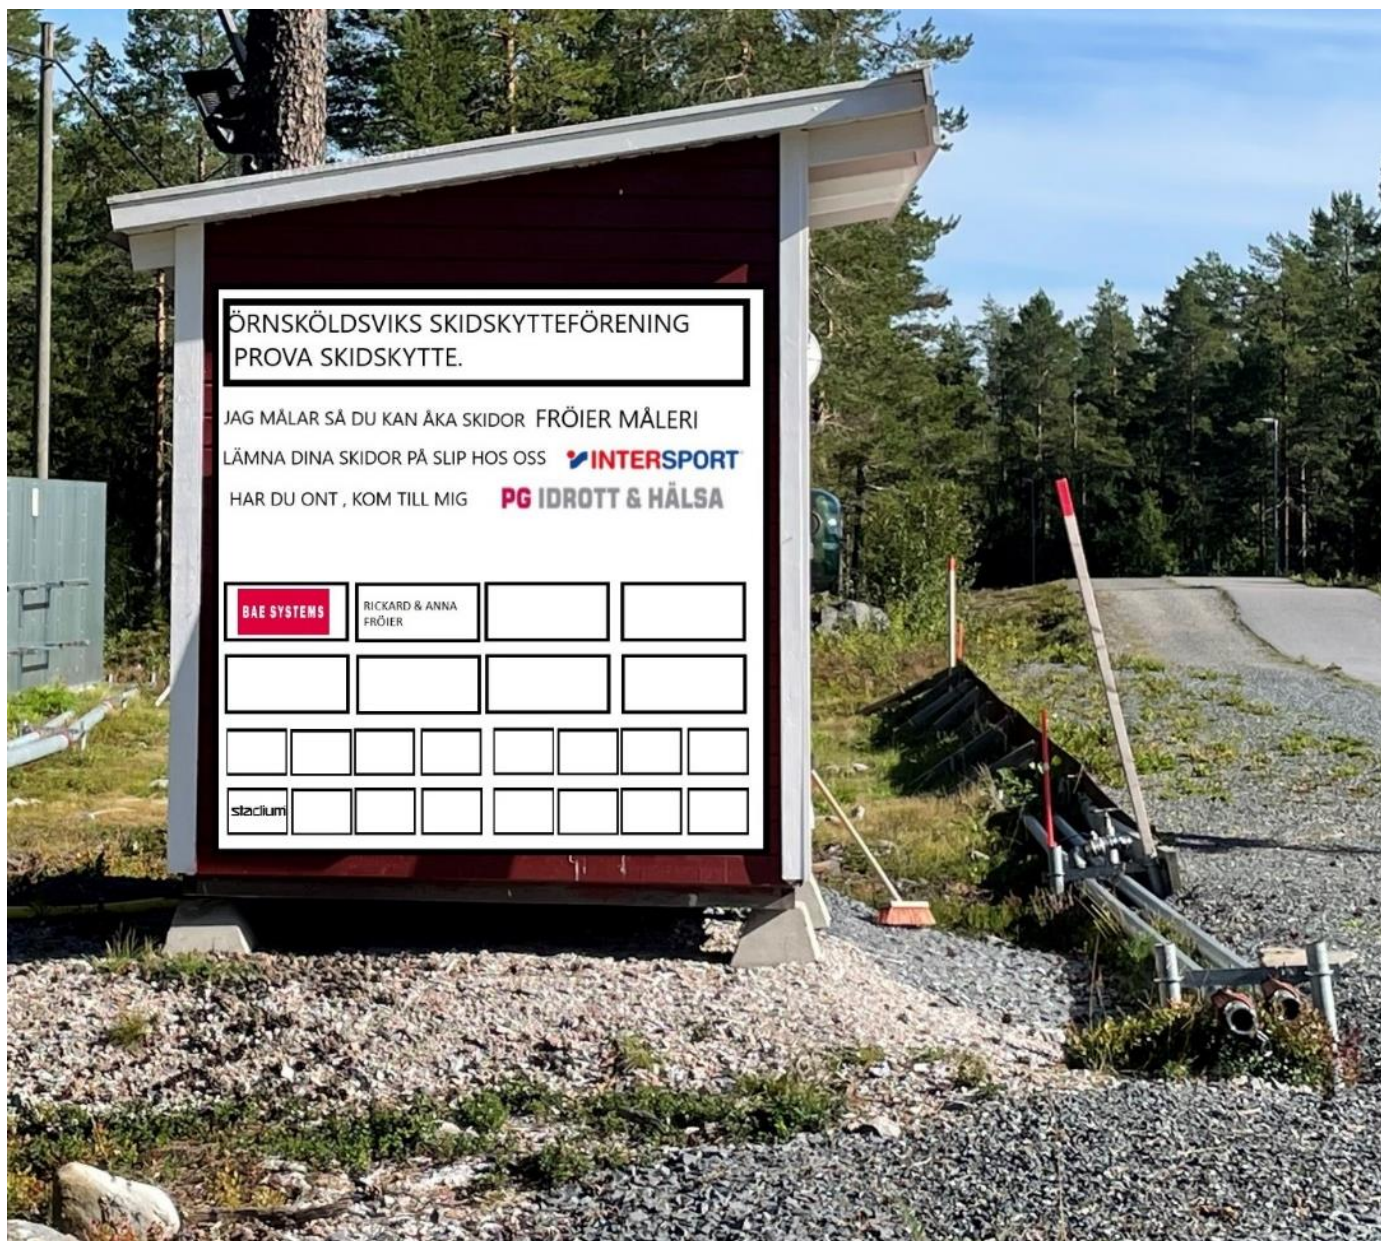 ÖRNSKÖLDSVIKS SKIDSKYTTEFÖRENING
PROVA SKIDSKYTTE.
JAG MÅLAR SÅ DU KAN ÅKA SKIDOR FRÖIER MÅLERI
LÄMNA DINA SKIDOR PÅ SLIP HOS OSS INTERSPORT
HAR DU ONT , KOM TILL MIG PG IDROTT & HÄLSA
BAE SYSTEMS
RICKARD & ANNA
FRÖIER
stadium